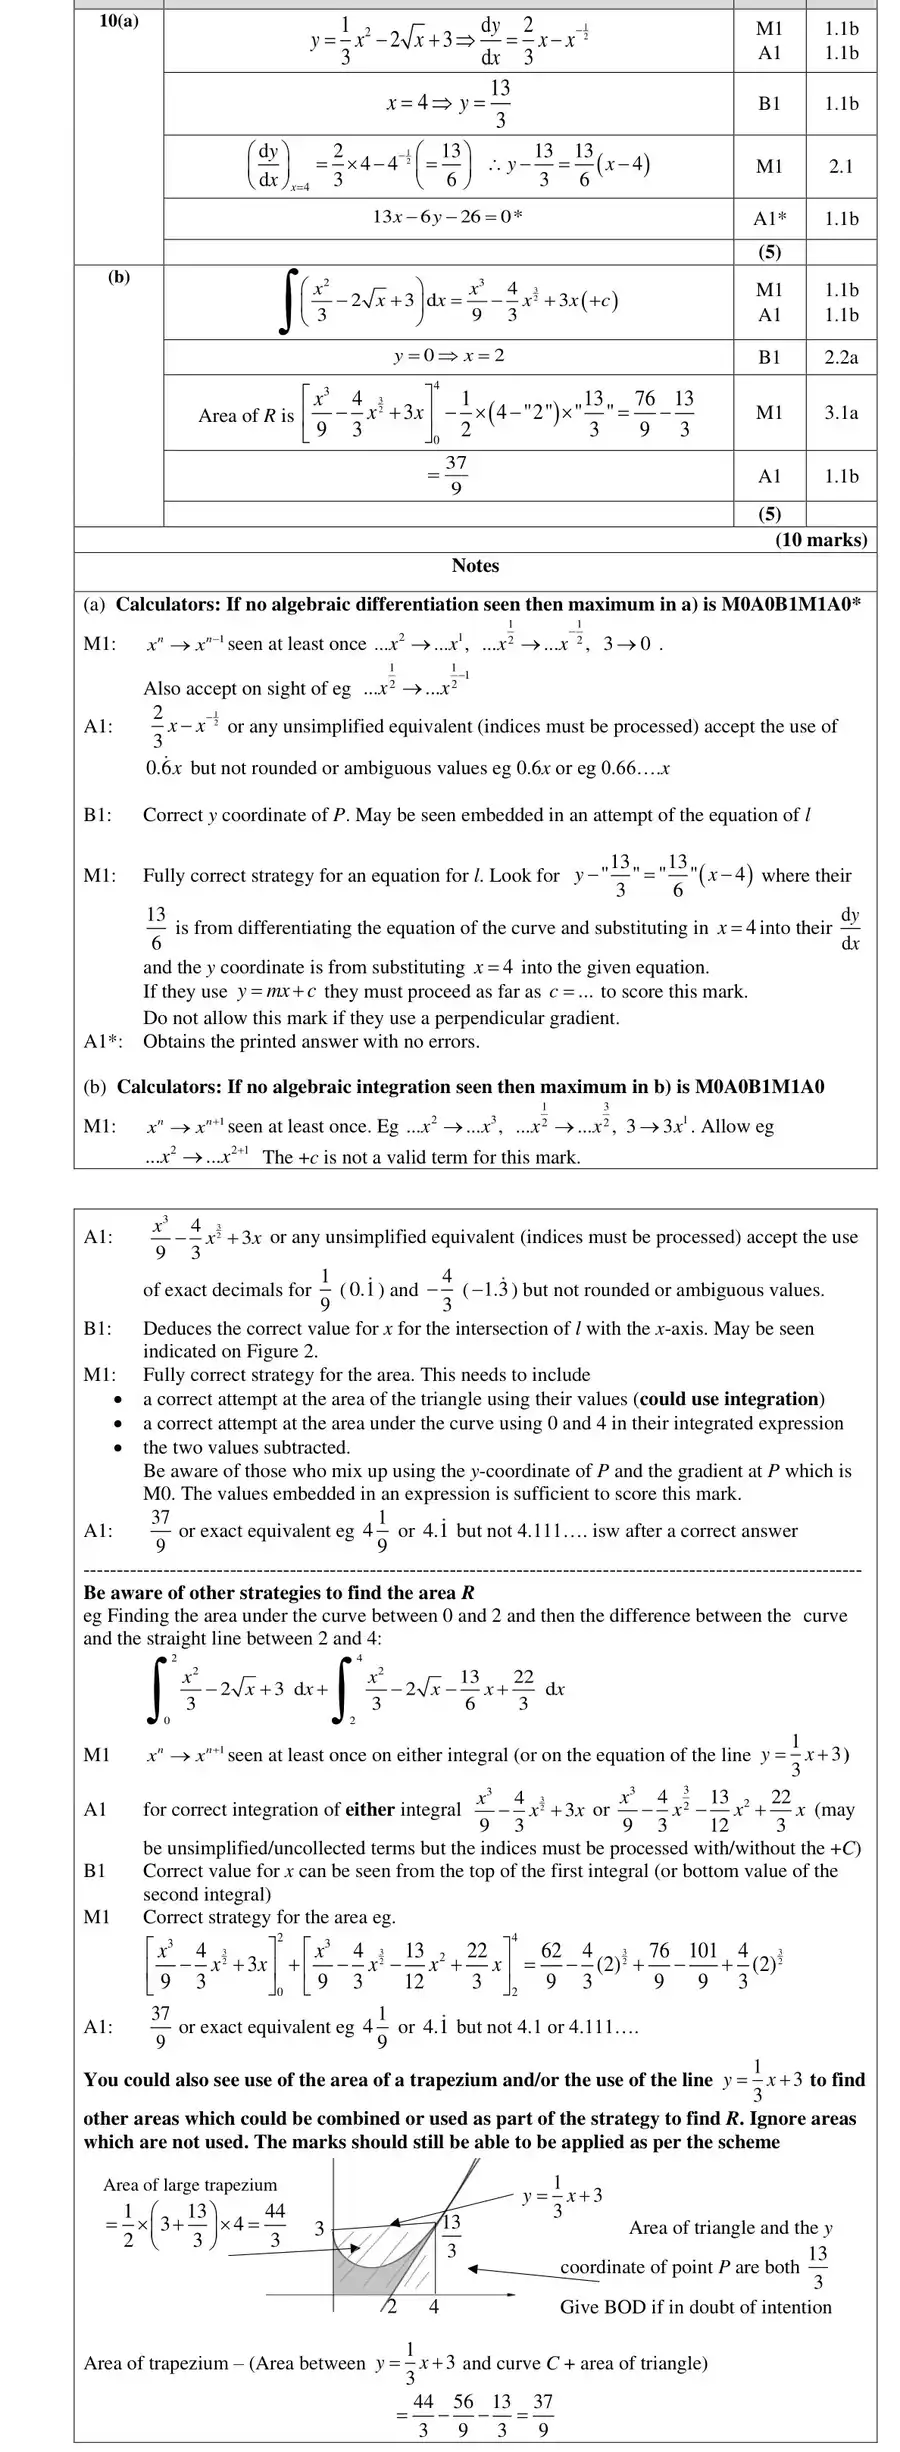 10(a) y = 1/3 x² − 2√x + 3 ⇒ dy/dx = 2/3 x − x^(−1/2) M1 A1 1.1b 1.1b
x = 4 ⇒ y = 13/3 B1 1.1b
(dy/dx)_(x=4) = 2/3 × 4 − 4^(−1/2) (= 13/6) ∴ y − 13/3 = 13/6 (x − 4) M1 2.1
13x − 6y − 26 = 0* A1* 1.1b
(5)
(b) ∫ (x²/3 − 2√x + 3) dx = x³/9 − 4/3 x^(3/2) + 3x (+c) M1 A1 1.1b 1.1b
y = 0 ⇒ x = 2 B1 2.2a
Area of R is [x³/9 − 4/3 x^(3/2) + 3x]₀⁴ − 1/2 × (4 − "2") × "13/3" = 76/9 − 13/3 M1 3.1a
= 37/9 A1 1.1b
(5)
(10 marks)
Notes
(a) Calculators: If no algebraic differentiation seen then maximum in a) is M0A0B1M1A0*
M1: xⁿ → xⁿ⁻¹ seen at least once ...x² → ...x¹, ...x^(1/2) → ...x^(−1/2), 3 → 0 .
Also accept on sight of eg ...x^(1/2) → ...x^(1/2 −1)
A1: 2/3 x − x^(−1/2) or any unsimplified equivalent (indices must be processed) accept the use of
0.6̇x but not rounded or ambiguous values eg 0.6x or eg 0.66….x
B1: Correct y coordinate of P. May be seen embedded in an attempt of the equation of l
M1: Fully correct strategy for an equation for l. Look for y − "13/3" = "13/6" (x − 4) where their
13/6 is from differentiating the equation of the curve and substituting in x = 4 into their dy/dx
and the y coordinate is from substituting x = 4 into the given equation.
If they use y = mx + c they must proceed as far as c = ... to score this mark.
Do not allow this mark if they use a perpendicular gradient.
A1*: Obtains the printed answer with no errors.
(b) Calculators: If no algebraic integration seen then maximum in b) is M0A0B1M1A0
M1: xⁿ → xⁿ⁺¹ seen at least once. Eg ...x² → ...x³, ...x^(1/2) → ...x^(3/2), 3 → 3x¹. Allow eg
...x² → ...x²⁺¹ The +c is not a valid term for this mark.
A1: x³/9 − 4/3 x^(3/2) + 3x or any unsimplified equivalent (indices must be processed) accept the use
of exact decimals for 1/9 (0.1̇) and −4/3 (−1.3̇) but not rounded or ambiguous values.
B1: Deduces the correct value for x for the intersection of l with the x-axis. May be seen
indicated on Figure 2.
M1: Fully correct strategy for the area. This needs to include
• a correct attempt at the area of the triangle using their values (could use integration)
• a correct attempt at the area under the curve using 0 and 4 in their integrated expression
• the two values subtracted.
Be aware of those who mix up using the y-coordinate of P and the gradient at P which is
M0. The values embedded in an expression is sufficient to score this mark.
A1: 37/9 or exact equivalent eg 4 1/9 or 4.1̇ but not 4.111…. isw after a correct answer
Be aware of other strategies to find the area R
eg Finding the area under the curve between 0 and 2 and then the difference between the curve
and the straight line between 2 and 4:
∫₀² x²/3 − 2√x + 3 dx + ∫₂⁴ x²/3 − 2√x − 13/6 x + 22/3 dx
M1 xⁿ → xⁿ⁺¹ seen at least once on either integral (or on the equation of the line y = 1/3 x + 3)
A1 for correct integration of either integral x³/9 − 4/3 x^(3/2) + 3x or x³/9 − 4/3 x^(3/2) − 13/12 x² + 22/3 x (may
be unsimplified/uncollected terms but the indices must be processed with/without the +C)
B1 Correct value for x can be seen from the top of the first integral (or bottom value of the
second integral)
M1 Correct strategy for the area eg.
[x³/9 − 4/3 x^(3/2) + 3x]₀² + [x³/9 − 4/3 x^(3/2) − 13/12 x² + 22/3 x]₂⁴ = 62/9 − 4/3 (2)^(3/2) + 76/9 − 101/9 + 4/3 (2)^(3/2)
A1: 37/9 or exact equivalent eg 4 1/9 or 4.1̇ but not 4.1 or 4.111….
You could also see use of the area of a trapezium and/or the use of the line y = 1/3 x + 3 to find
other areas which could be combined or used as part of the strategy to find R. Ignore areas
which are not used. The marks should still be able to be applied as per the scheme
Area of large trapezium
= 1/2 × (3 + 13/3) × 4 = 44/3
3
13/3
2 4
y = 1/3 x + 3
Area of triangle and the y
coordinate of point P are both 13/3
Give BOD if in doubt of intention
Area of trapezium – (Area between y = 1/3 x + 3 and curve C + area of triangle)
= 44/3 − 56/9 − 13/3 = 37/9